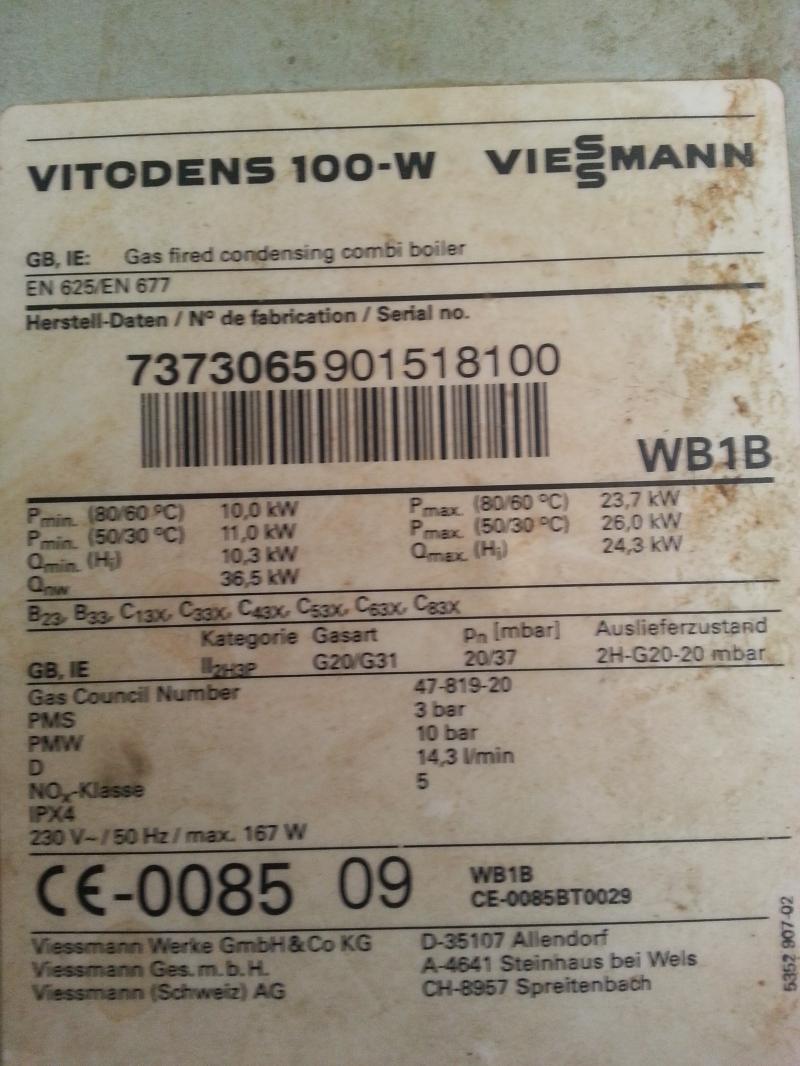 VITODENS 100-W VIESSMANN
GB, IE: Gas fired condensing combi boiler
EN 625/EN 677
Herstell-Daten / Nº de fabrication / Serial no.
7373065901518100
WB1B
Pmin. (80/60 ºC) 10,0 kW Pmax. (80/60 ºC) 23,7 kW
Pmin. (50/30 ºC) 11,0 kW Pmax. (50/30 ºC) 26,0 kW
Qmin. (Hi) 10,3 kW Qmax. (Hi) 24,3 kW
Qnw 36,5 kW
B23, B33, C13X, C33X, C43X, C53X, C63X, C83X
Kategorie Gasart pn [mbar] Auslieferzustand
GB, IE II2H3P G20/G31 20/37 2H-G20-20 mbar
Gas Council Number 47-819-20
PMS 3 bar
PMW 10 bar
D 14,3 l/min
NOx-Klasse 5
IPX4
230 V~ / 50 Hz / max. 167 W
CE-0085 09 WB1B
CE-0085BT0029
Viessmann Werke GmbH & Co KG D-35107 Allendorf
Viessmann Ges. m. b. H. A-4641 Steinhaus bei Wels
Viessmann (Schweiz) AG CH-8957 Spreitenbach
5352 907-02